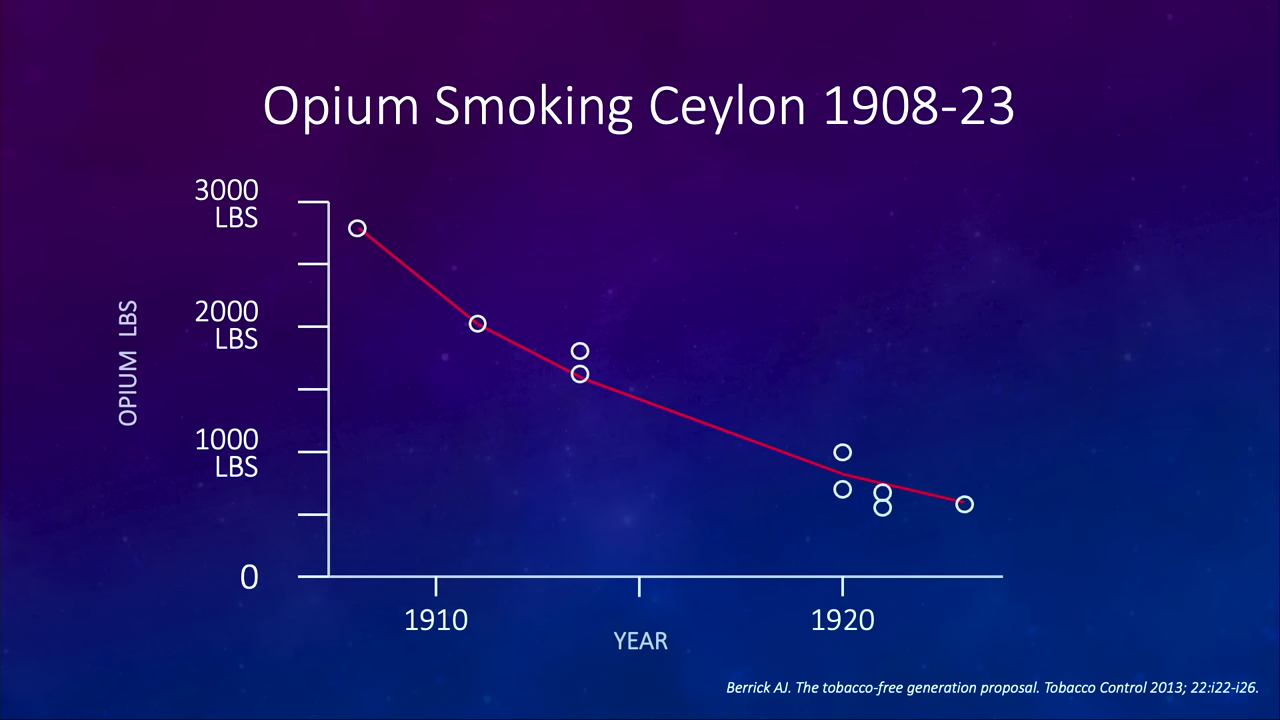 Opium Smoking Ceylon 1908-23
3000
LBS
2000
LBS
1000
LBS
0
OPIUM LBS
1910
1920
YEAR
Berrick AJ. The tobacco-free generation proposal. Tobacco Control 2013; 22:i22-i26.